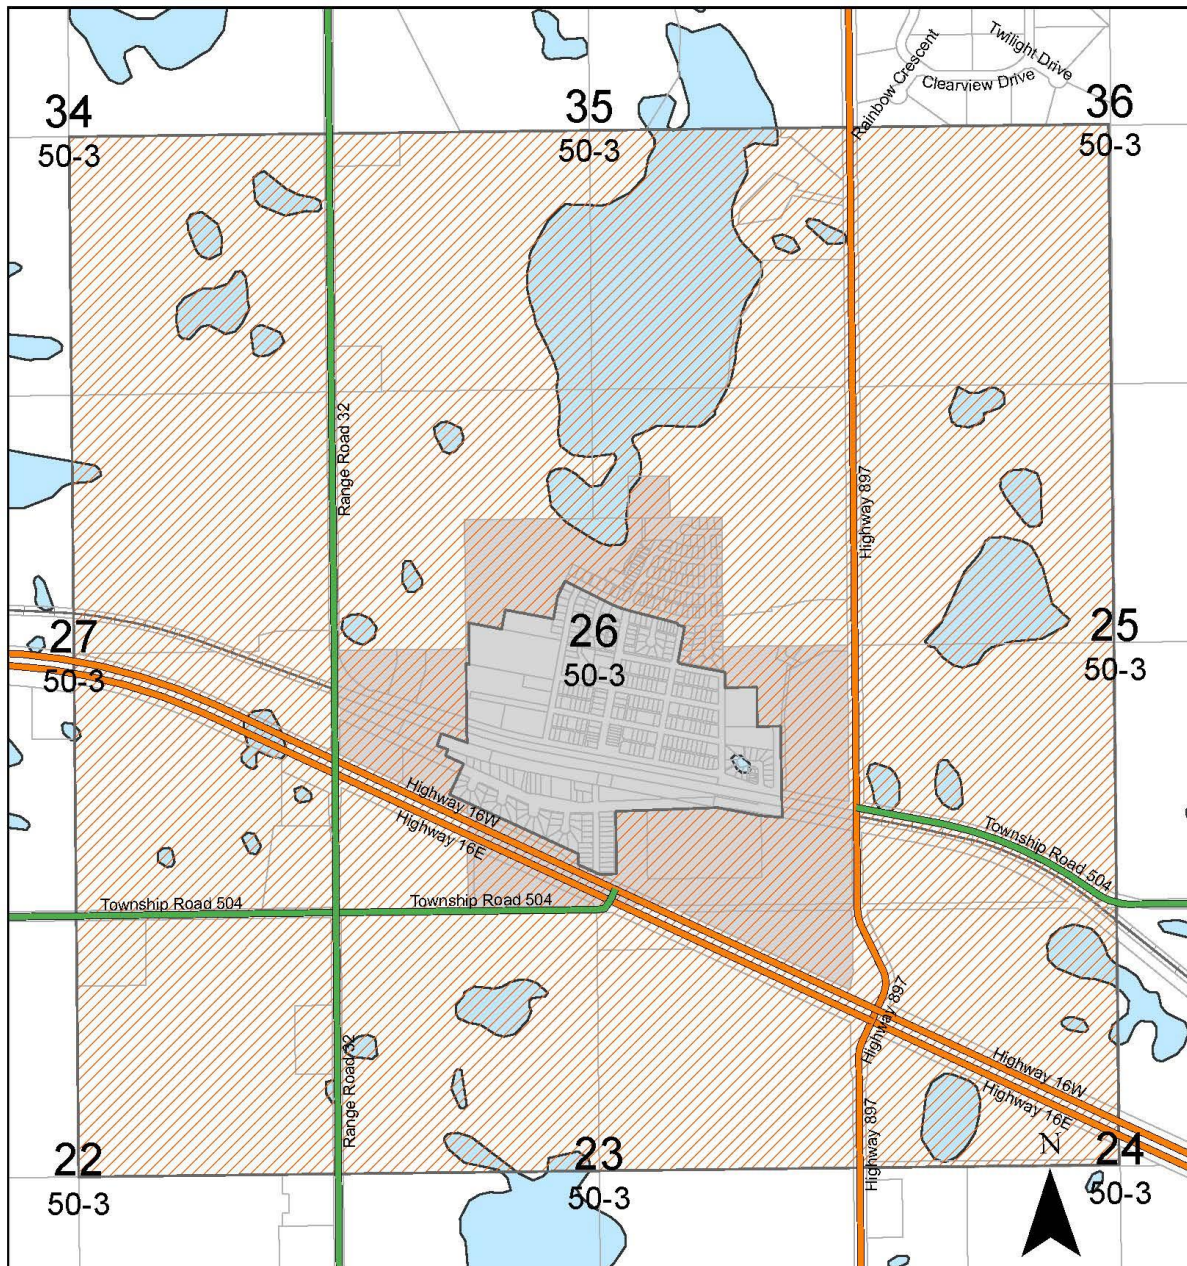 Twilight Drive
Rainbow Crescent
Clearview Drive
34
50-3
35
50-3
36
50-3
Range Road 32
Highway 897
27
50-3
26
50-3
25
50-3
Highway 16W
Highway 16E
Township Road 504
Township Road 504
Township Road 504
Highway 897
Range Road 32
Highway 16W
Highway 16E
Highway 897
N
22
50-3
23
50-3
24
50-3